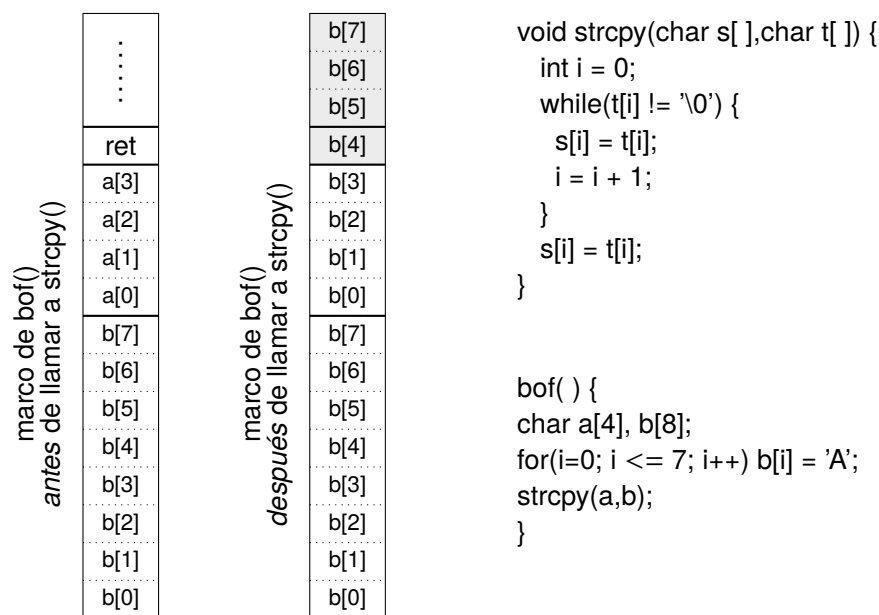 marco de bof()
antes de llamar a strcpy()
ret
a[3]
a[2]
a[1]
a[0]
b[7]
b[6]
b[5]
b[4]
b[3]
b[2]
b[1]
b[0]
marco de bof()
después de llamar a strcpy()
b[7]
b[6]
b[5]
b[4]
b[3]
b[2]
b[1]
b[0]
b[7]
b[6]
b[5]
b[4]
b[3]
b[2]
b[1]
b[0]
void strcpy(char s[ ],char t[ ]) {
int i = 0;
while(t[i] != '\0') {
s[i] = t[i];
i = i + 1;
}
s[i] = t[i];
}
bof( ) {
char a[4], b[8];
for(i=0; i <= 7; i++) b[i] = 'A';
strcpy(a,b);
}